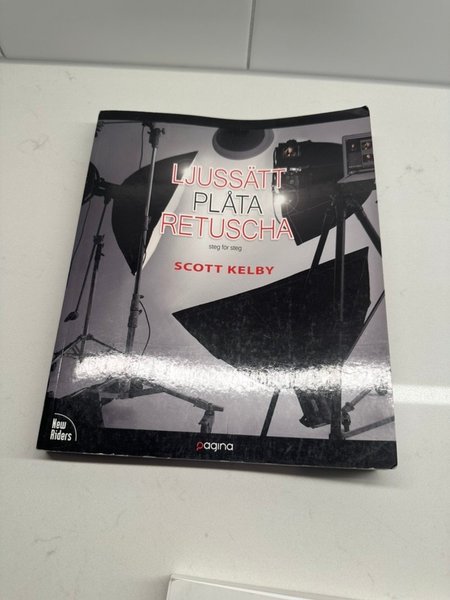 LJUSSÄTT
PLÅTA
RETUSCHA
steg för steg
SCOTT KELBY
New
Riders
pagina